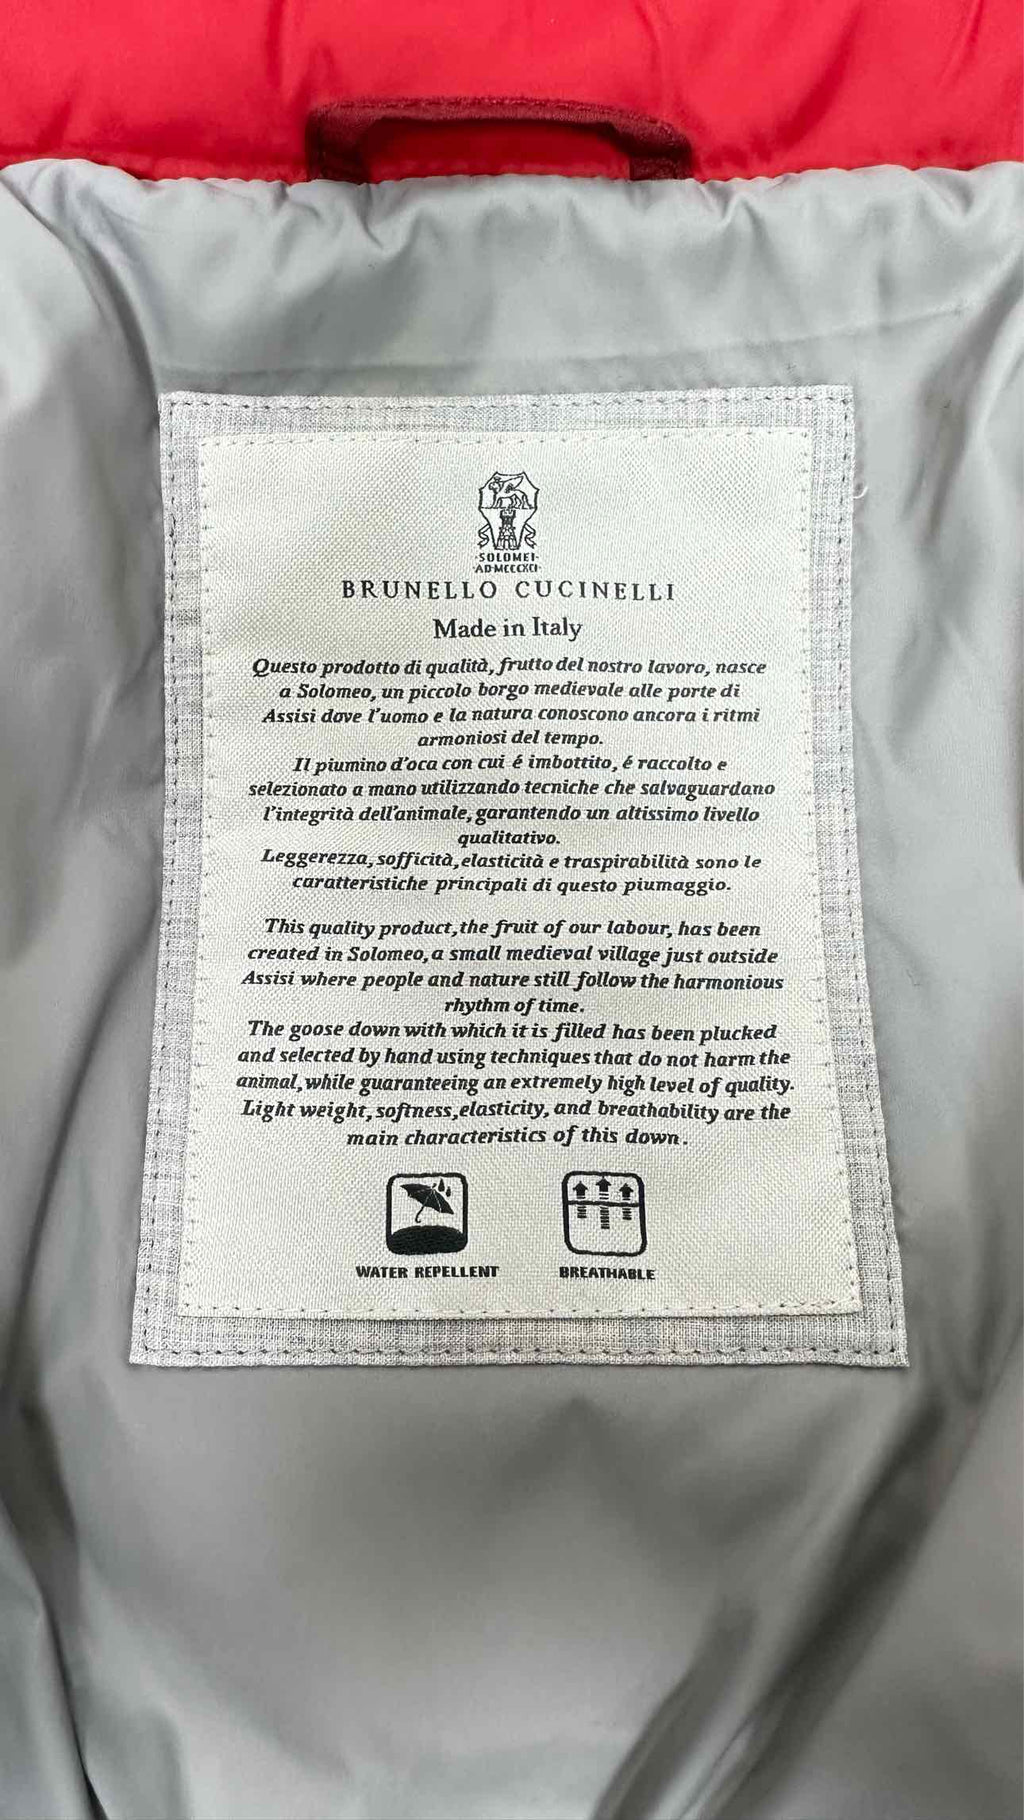 ·SOLOMEI·
·AD·MCCCXCI·
BRUNELLO CUCINELLI
Made in Italy
Questo prodotto di qualità, frutto del nostro lavoro, nasce
a Solomeo, un piccolo borgo medievale alle porte di
Assisi dove l'uomo e la natura conoscono ancora i ritmi
armoniosi del tempo.
Il piumino d'oca con cui é imbottito, é raccolto e
selezionato a mano utilizzando tecniche che salvaguardano
l'integrità dell'animale, garantendo un altissimo livello
qualitativo.
Leggerezza, sofficità, elasticità e traspirabilità sono le
caratteristiche principali di questo piumaggio.
This quality product, the fruit of our labour, has been
created in Solomeo, a small medieval village just outside
Assisi where people and nature still follow the harmonious
rhythm of time.
The goose down with which it is filled has been plucked
and selected by hand using techniques that do not harm the
animal, while guaranteeing an extremely high level of quality.
Light weight, softness, elasticity, and breathability are the
main characteristics of this down.
WATER REPELLENT
BREATHABLE